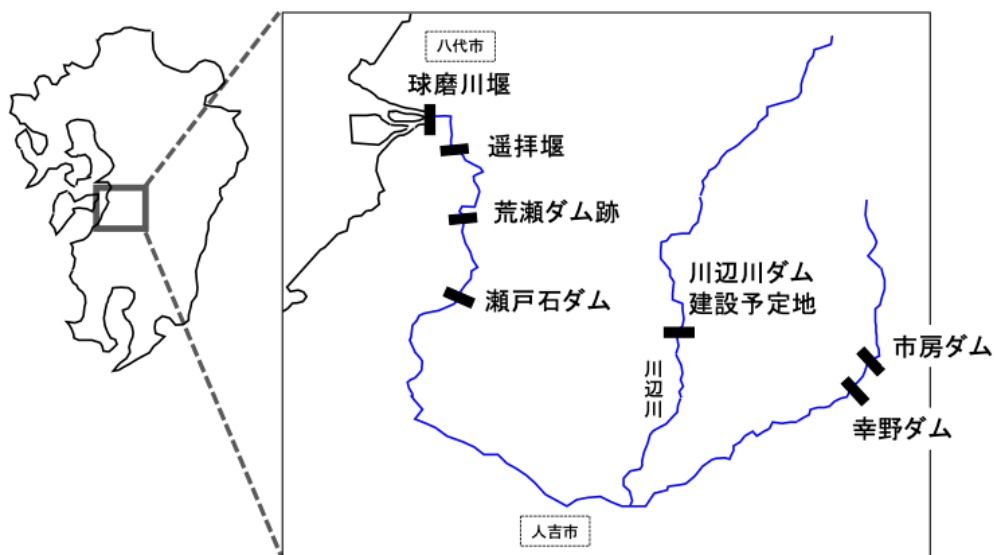 八代市
球磨川堰
遥拝堰
荒瀬ダム跡
瀬戸石ダム
川辺川ダム
建設予定地
川辺川
市房ダム
幸野ダム
人吉市